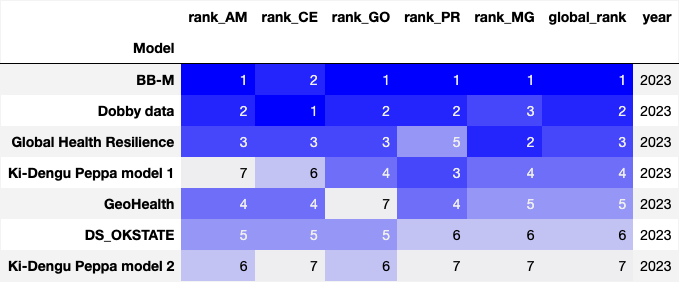 rank_AM rank_CE rank_GO rank_PR rank_MG global_rank year
Model
BB-M 1 2 1 1 1 1 2023
Dobby data 2 1 2 2 3 2 2023
Global Health Resilience 3 3 3 5 2 3 2023
Ki-Dengu Peppa model 1 7 6 4 3 4 4 2023
GeoHealth 4 4 7 4 5 5 2023
DS_OKSTATE 5 5 5 6 6 6 2023
Ki-Dengu Peppa model 2 6 7 6 7 7 7 2023